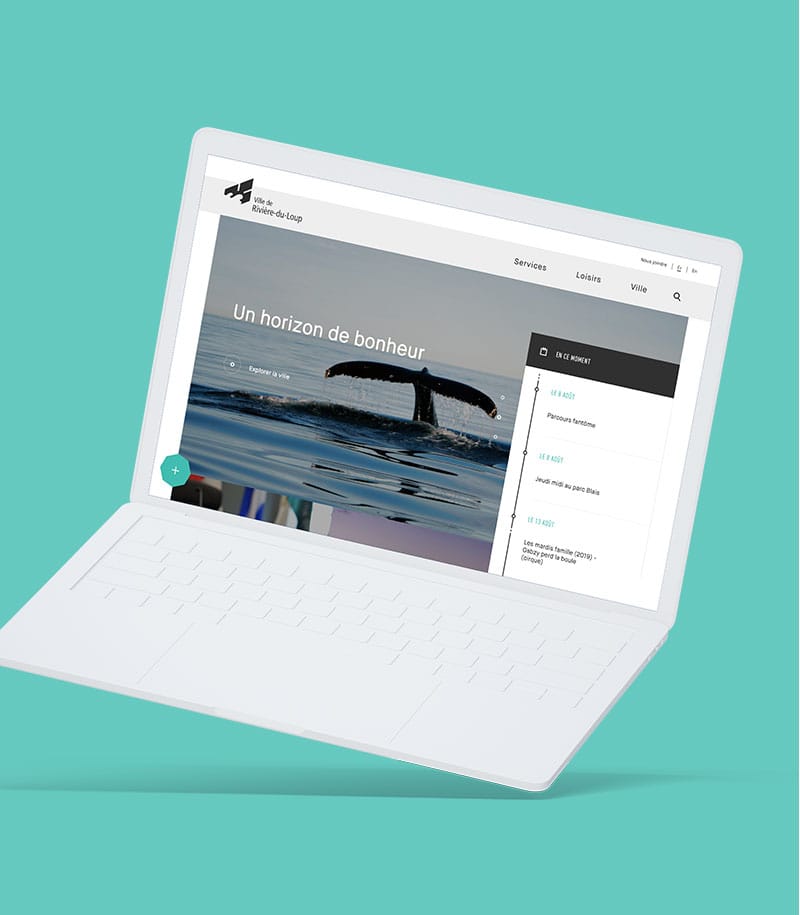 Ville de
Rivière-du-Loup
Nous joindre | Fr | En
Services Loisirs Ville
Un horizon de bonheur
Explorer la ville
EN CE MOMENT
LE 8 AOÛT
Parcours fantôme
LE 8 AOÛT
Jeudi midi au parc Blais
LE 13 AOÛT
Les mardis famille (2019) –
Gabzy perd la boule
(cirque)